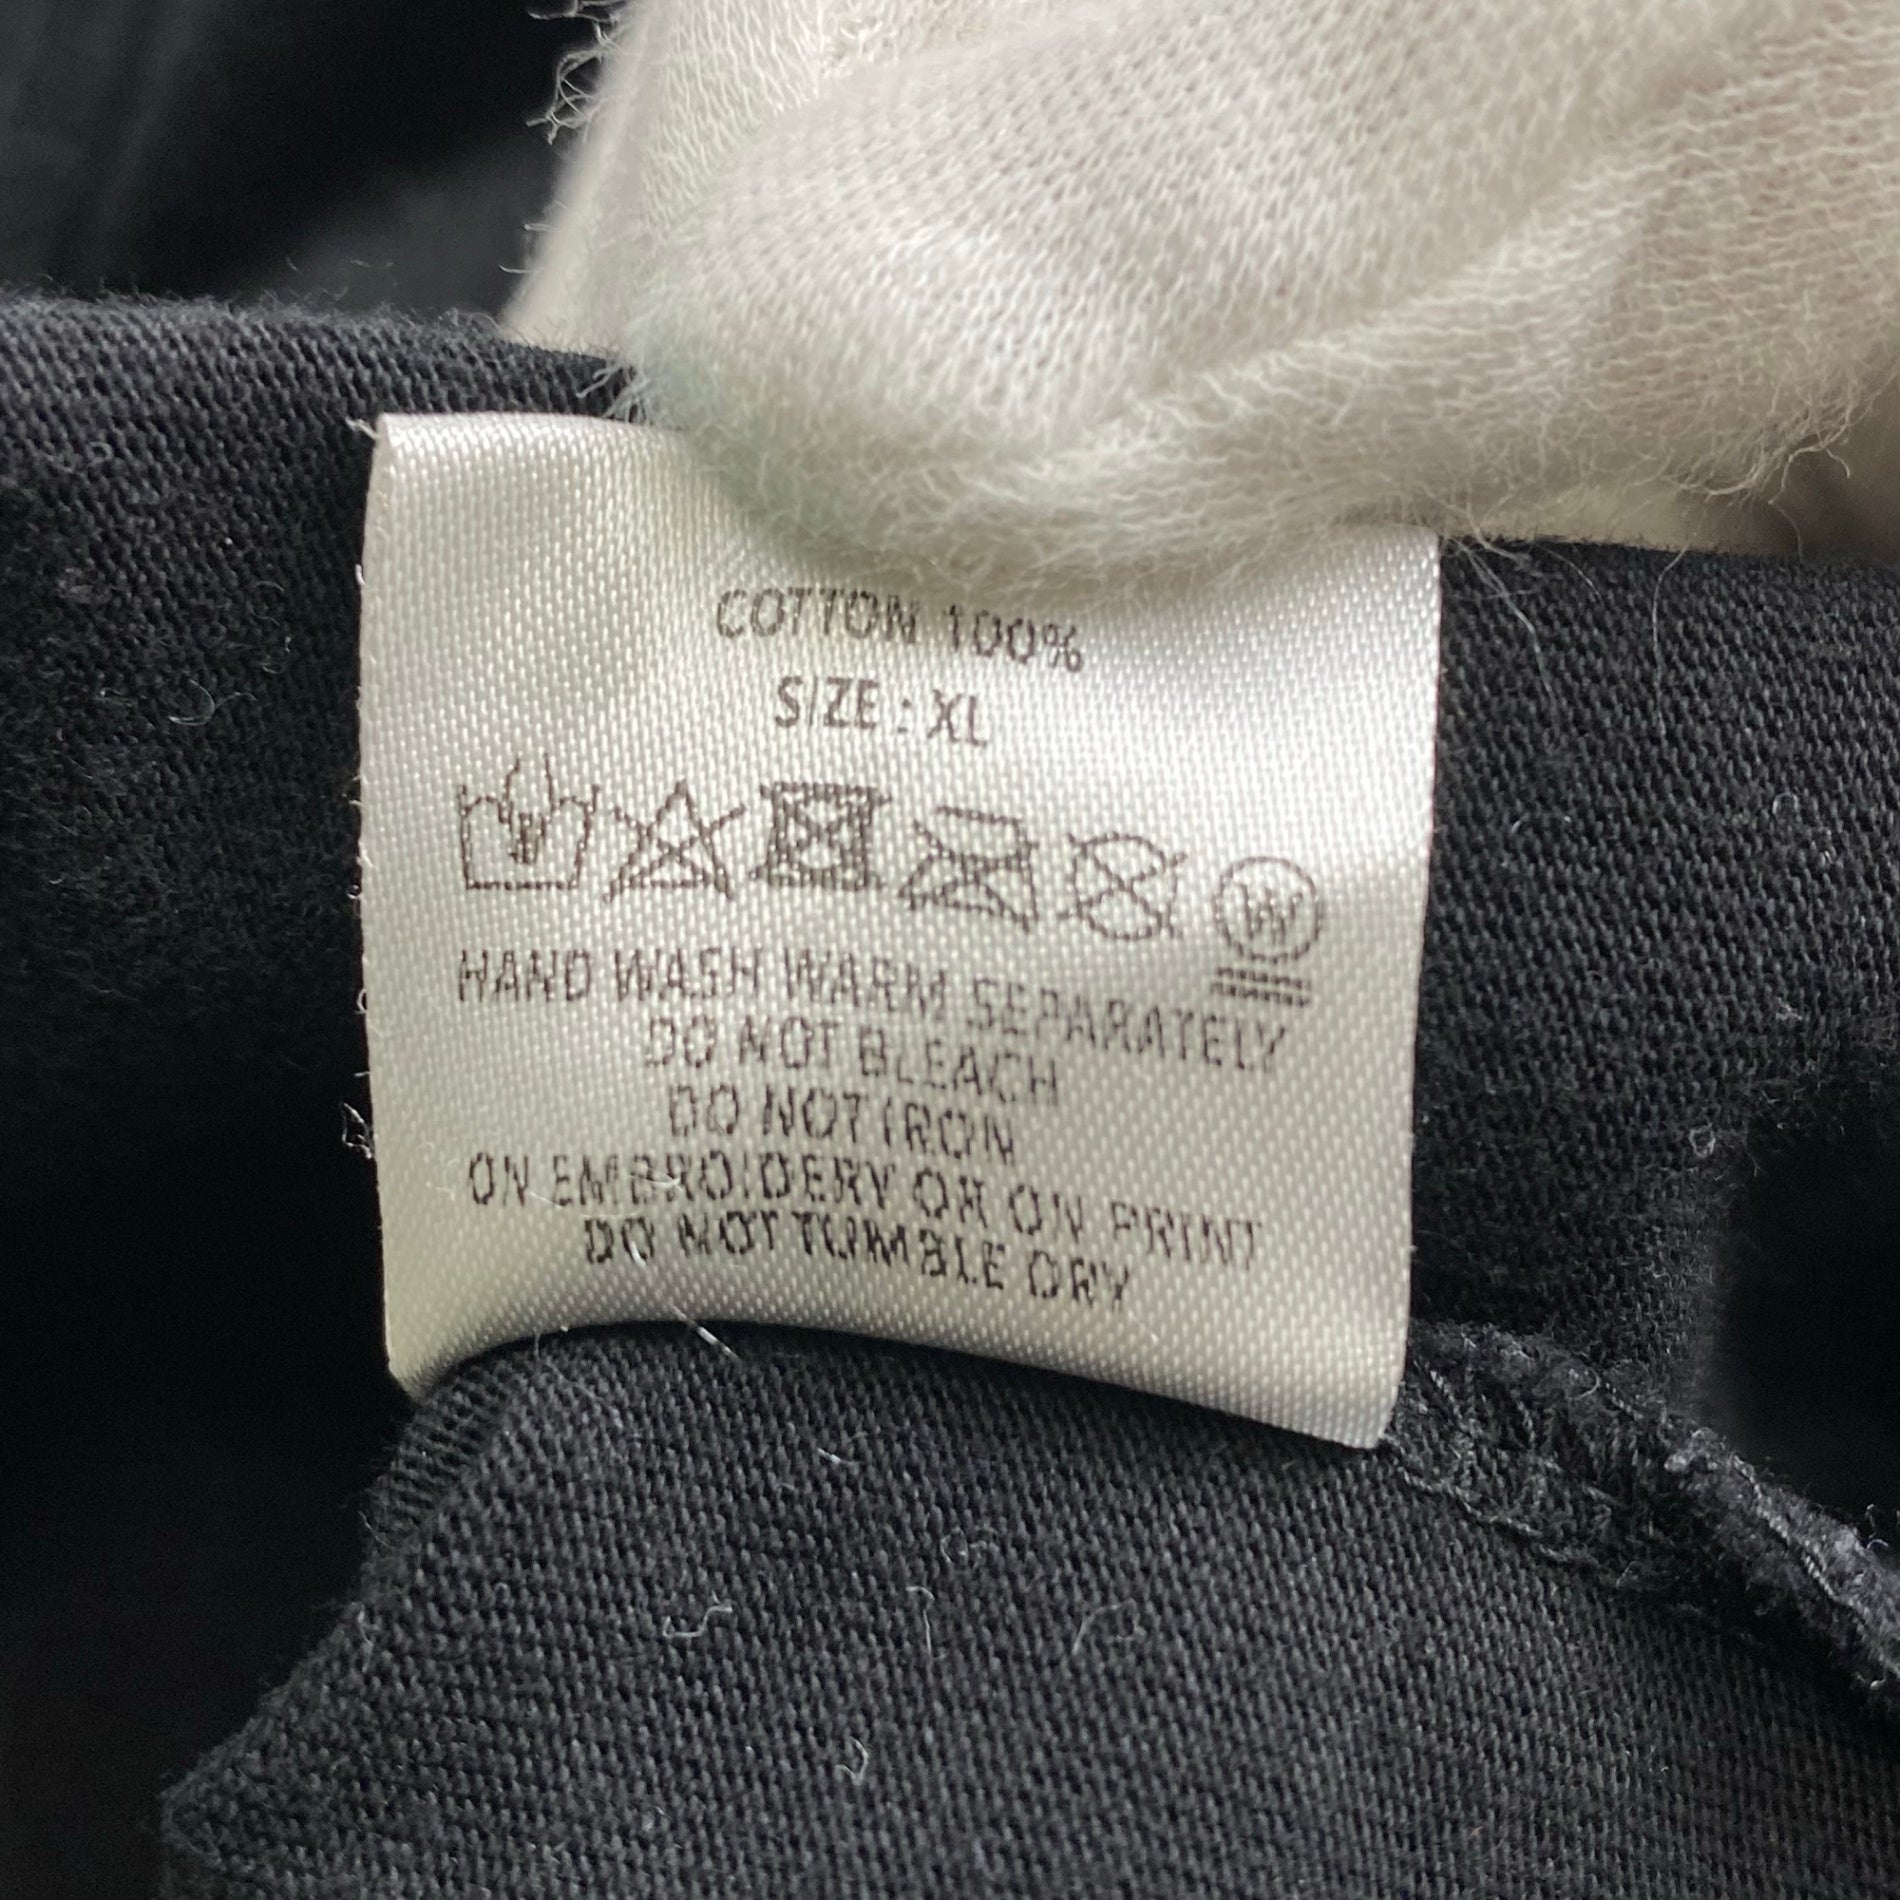 COTTON 100%
SIZE : XL
W
HAND WASH WARM SEPARATELY
DO NOT BLEACH
DO NOT IRON
ON EMBROIDERY OR ON PRINT
DO NOT TUMBLE DRY